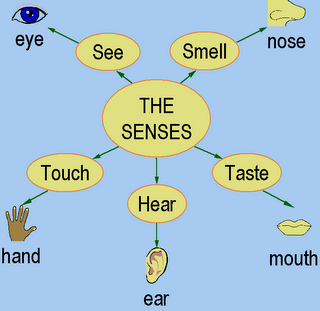 eye
See
Smell
nose
THE
SENSES
Touch
Taste
Hear
hand
mouth
ear